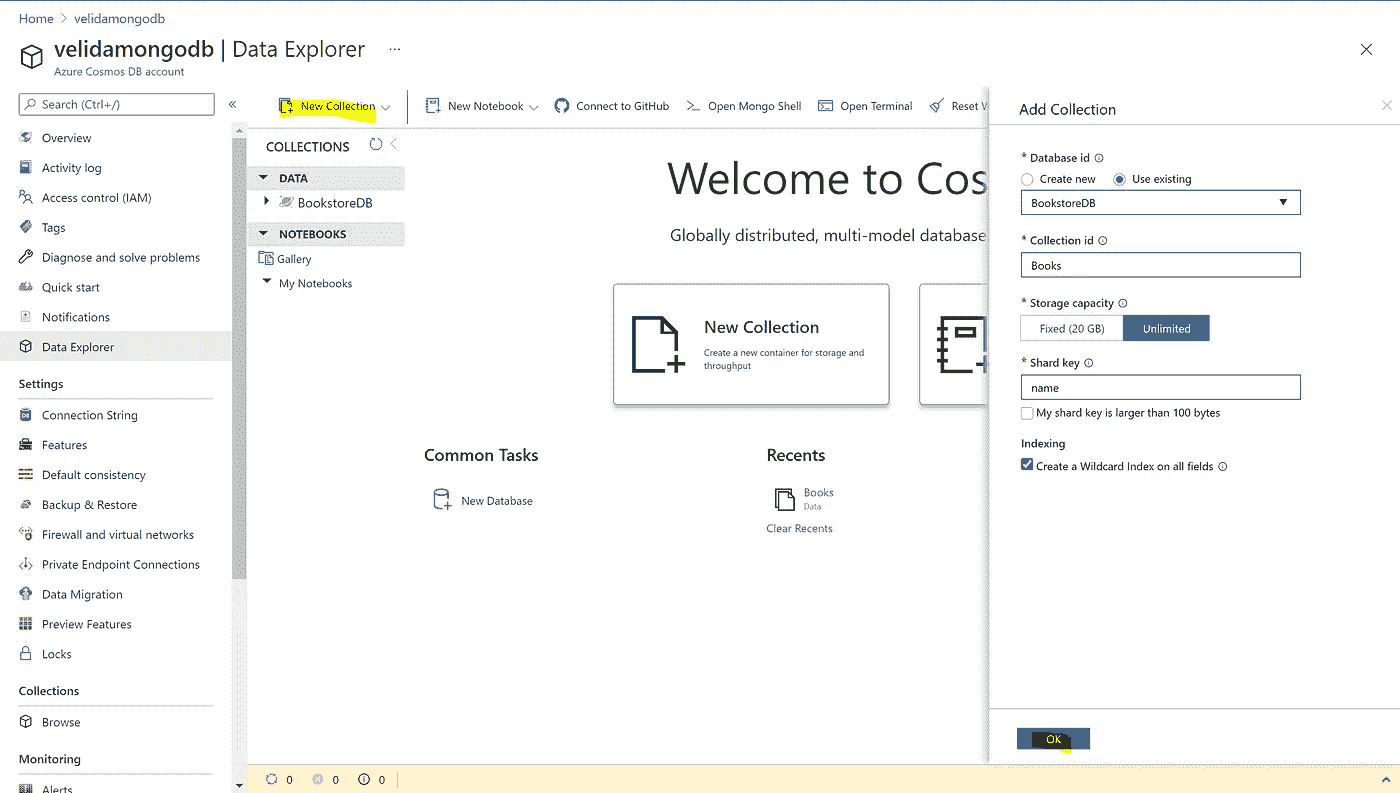 Home > velidamongodb
velidamongodb | Data Explorer ...
Azure Cosmos DB account
Search (Ctrl+/)
«
Overview
Activity log
Access control (IAM)
Tags
Diagnose and solve problems
Quick start
Notifications
Data Explorer
Settings
Connection String
Features
Default consistency
Backup & Restore
Firewall and virtual networks
Private Endpoint Connections
Data Migration
Preview Features
Locks
Collections
Browse
Monitoring
Alerts
New Collection
New Notebook
Connect to GitHub
Open Mongo Shell
Open Terminal
Reset W
COLLECTIONS
DATA
BookstoreDB
NOTEBOOKS
Gallery
My Notebooks
Welcome to Cos
Globally distributed, multi-model database
New Collection
Create a new container for storage and
throughput
Common Tasks
New Database
Recents
Books
Data
Clear Recents
0 0 0
Add Collection
* Database id
Create new Use existing
BookstoreDB
* Collection id
Books
* Storage capacity
Fixed (20 GB) Unlimited
* Shard key
name
My shard key is larger than 100 bytes
Indexing
Create a Wildcard Index on all fields
OK